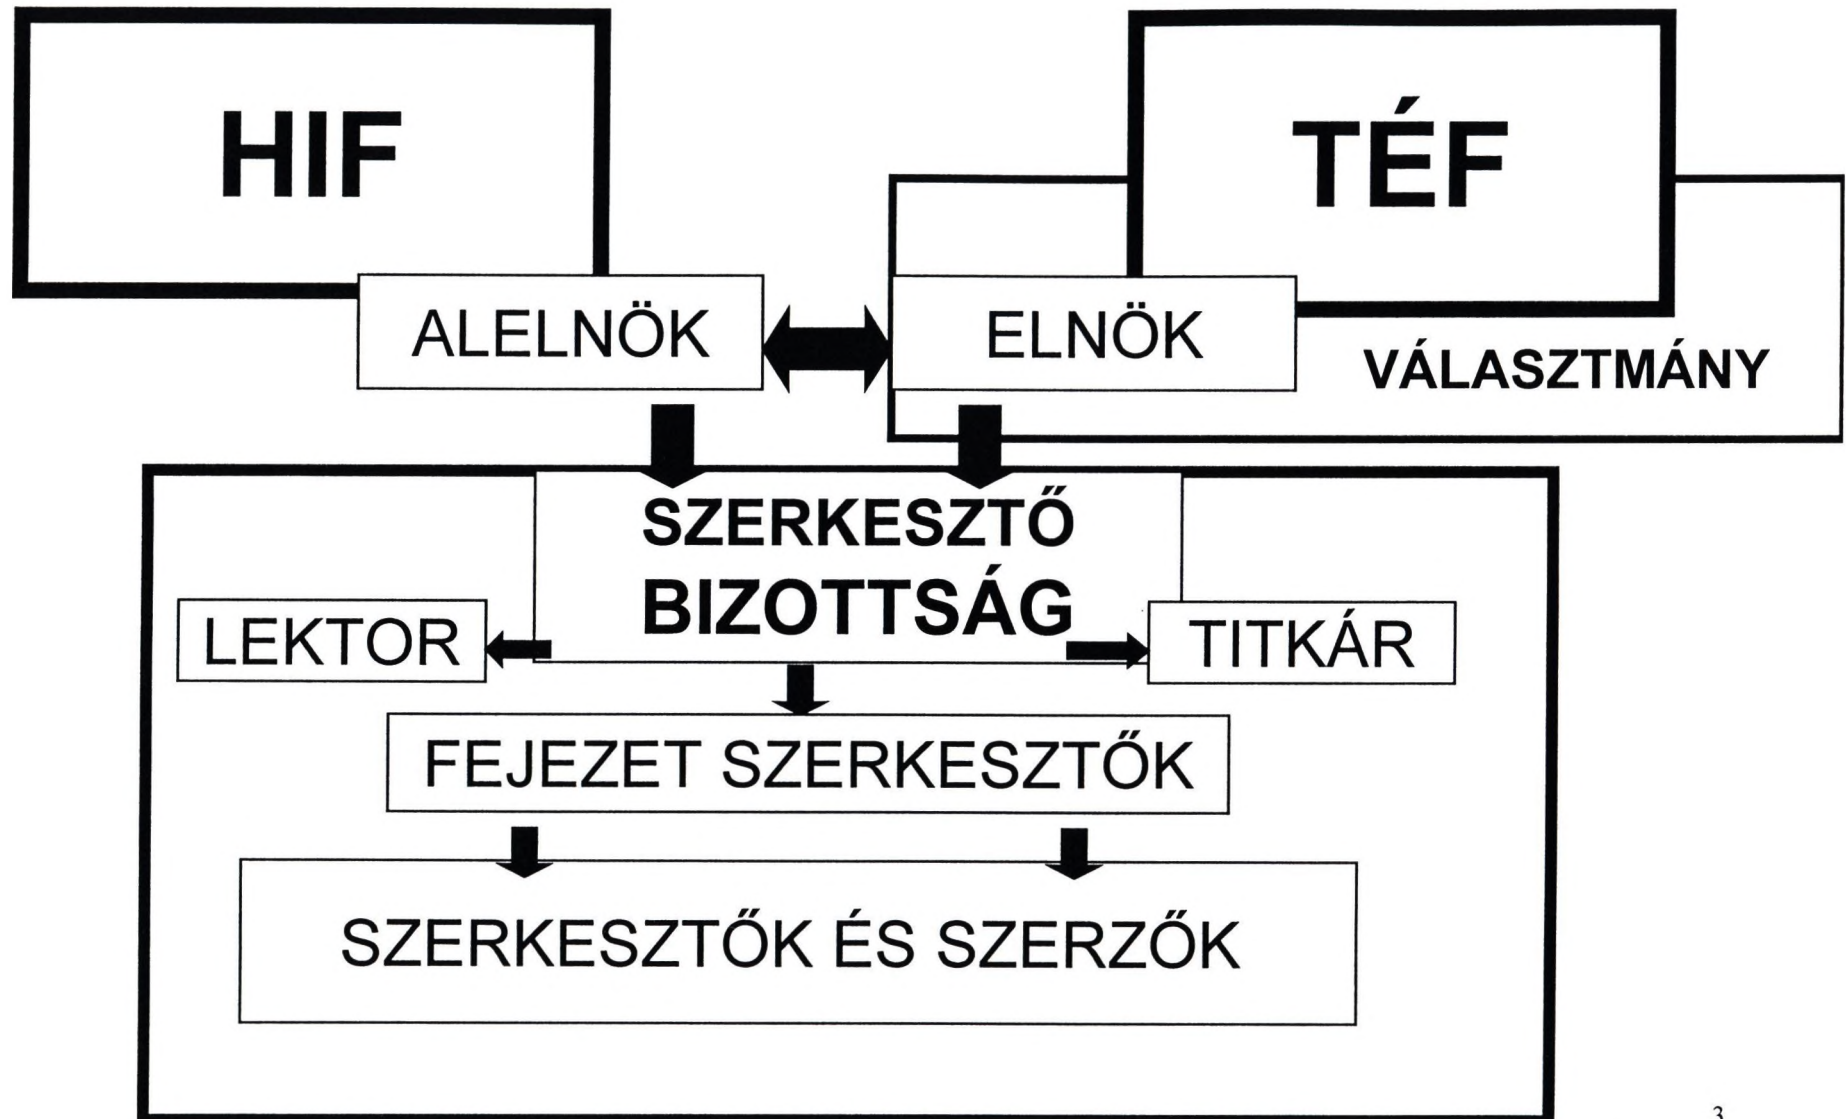 HIF
TÉF
ALELNÖK
ELNÖK
VÁLASZTMÁNY
SZERKESZTŐ
BIZOTTSÁG
LEKTOR
TITKÁR
FEJEZET SZERKESZTŐK
SZERKESZTŐK ÉS SZERZŐK
3